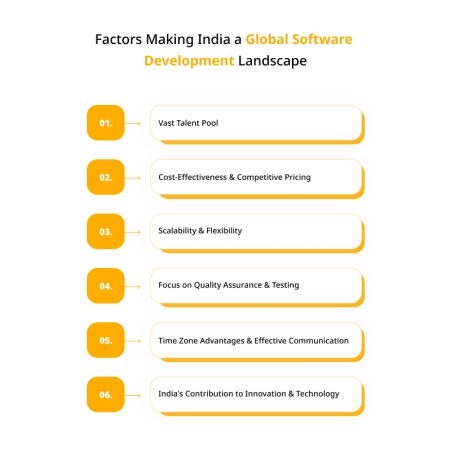 Factors Making India a Global Software
Development Landscape
01.
Vast Talent Pool
02.
Cost-Effectiveness & Competitive Pricing
03.
Scalability & Flexibility
04.
Focus on Quality Assurance & Testing
05.
Time Zone Advantages & Effective Communication
06.
India's Contribution to Innovation & Technology